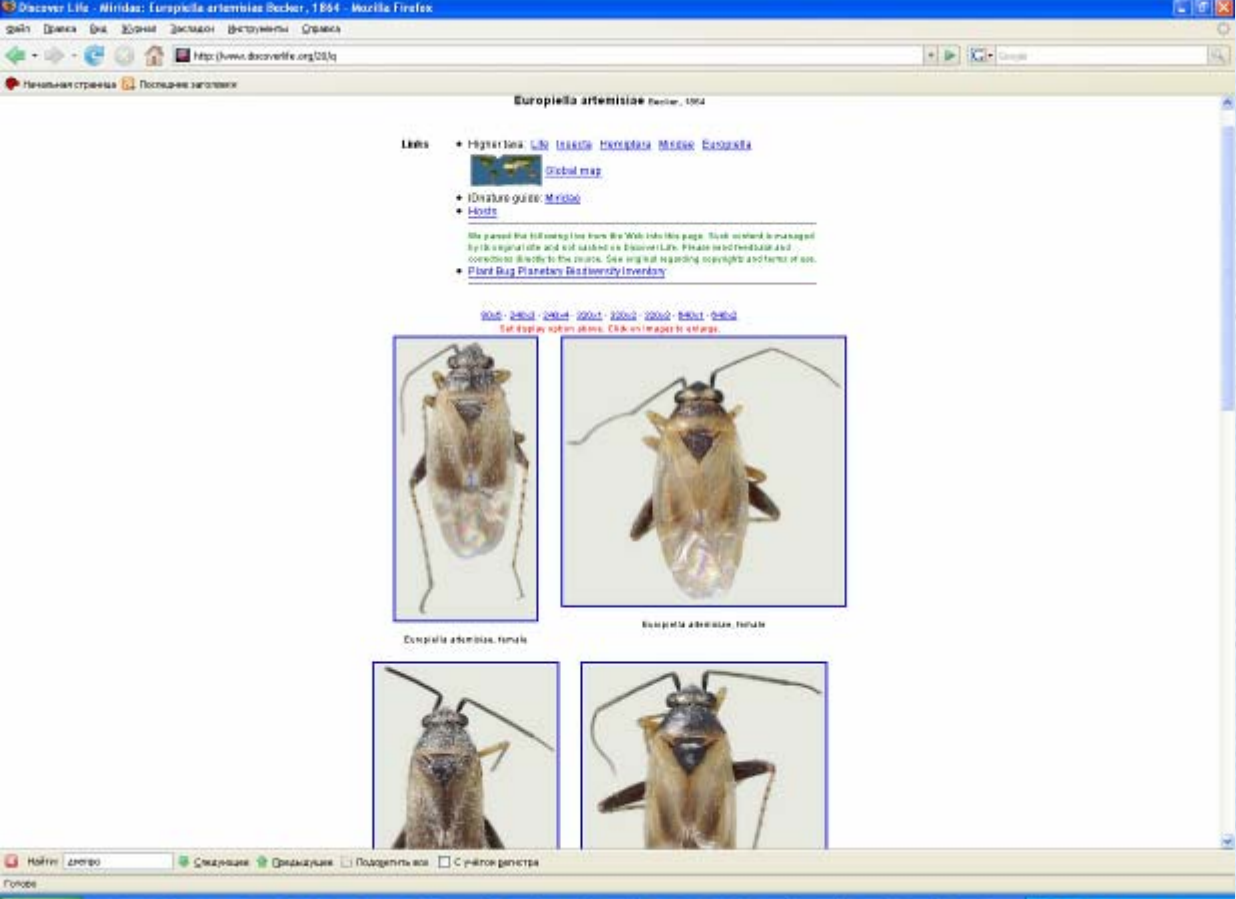 Discover Life - Miridae: Europiella artemisiae Becker, 1864 - Mozilla Firefox
Файл Правка Вид Журнал Закладки Инструменты Справка
http://www.discoverlife.org/20/q
Google
Начальная страница Последние заголовки
Europiella artemisiae Becker, 1864
Links
Higher taxa: Life Insecta Hemiptera Miridae Europiella
Global map
IDnature guide: Miridae
Hosts
We parsed the following live from the Web into this page. Such content is managed
by its original site and not cached on Discover Life. Please send feedback and
corrections directly to the source. See original regarding copyrights and terms of use.
Plant Bug Planetary Biodiversity Inventory
240x4 · 320x1 · 320x2
Set display option above. Click on images to enlarge.
Europiella artemisiae, female
Europiella artemisiae, female
Найти: днепро Следующее Предыдущее Подсветить все С учётом регистра
Готово